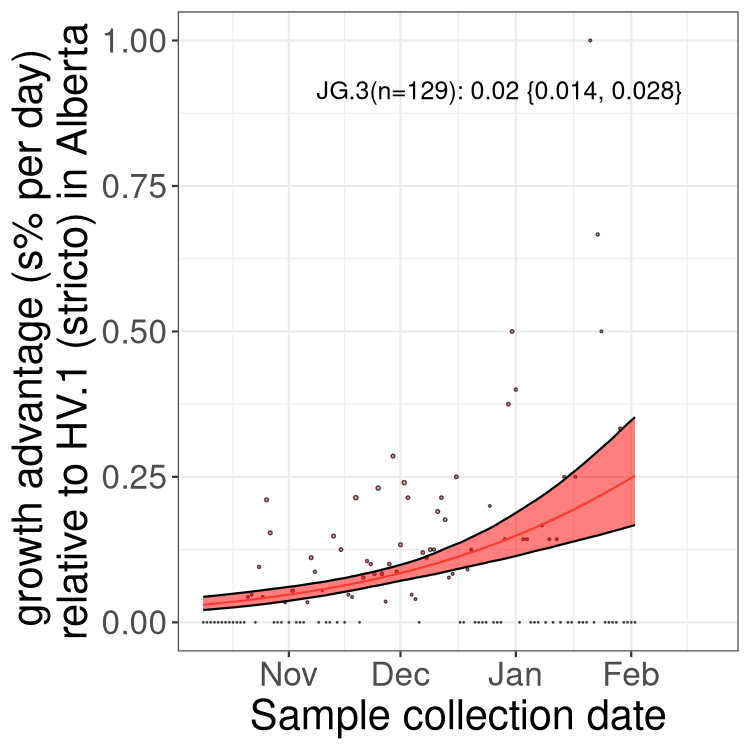 growth advantage (s% per day)
relative to HV.1 (stricto) in Alberta
1.00
0.75
0.50
0.25
0.00
JG.3(n=129): 0.02 {0.014, 0.028}
Nov Dec Jan Feb
Sample collection date